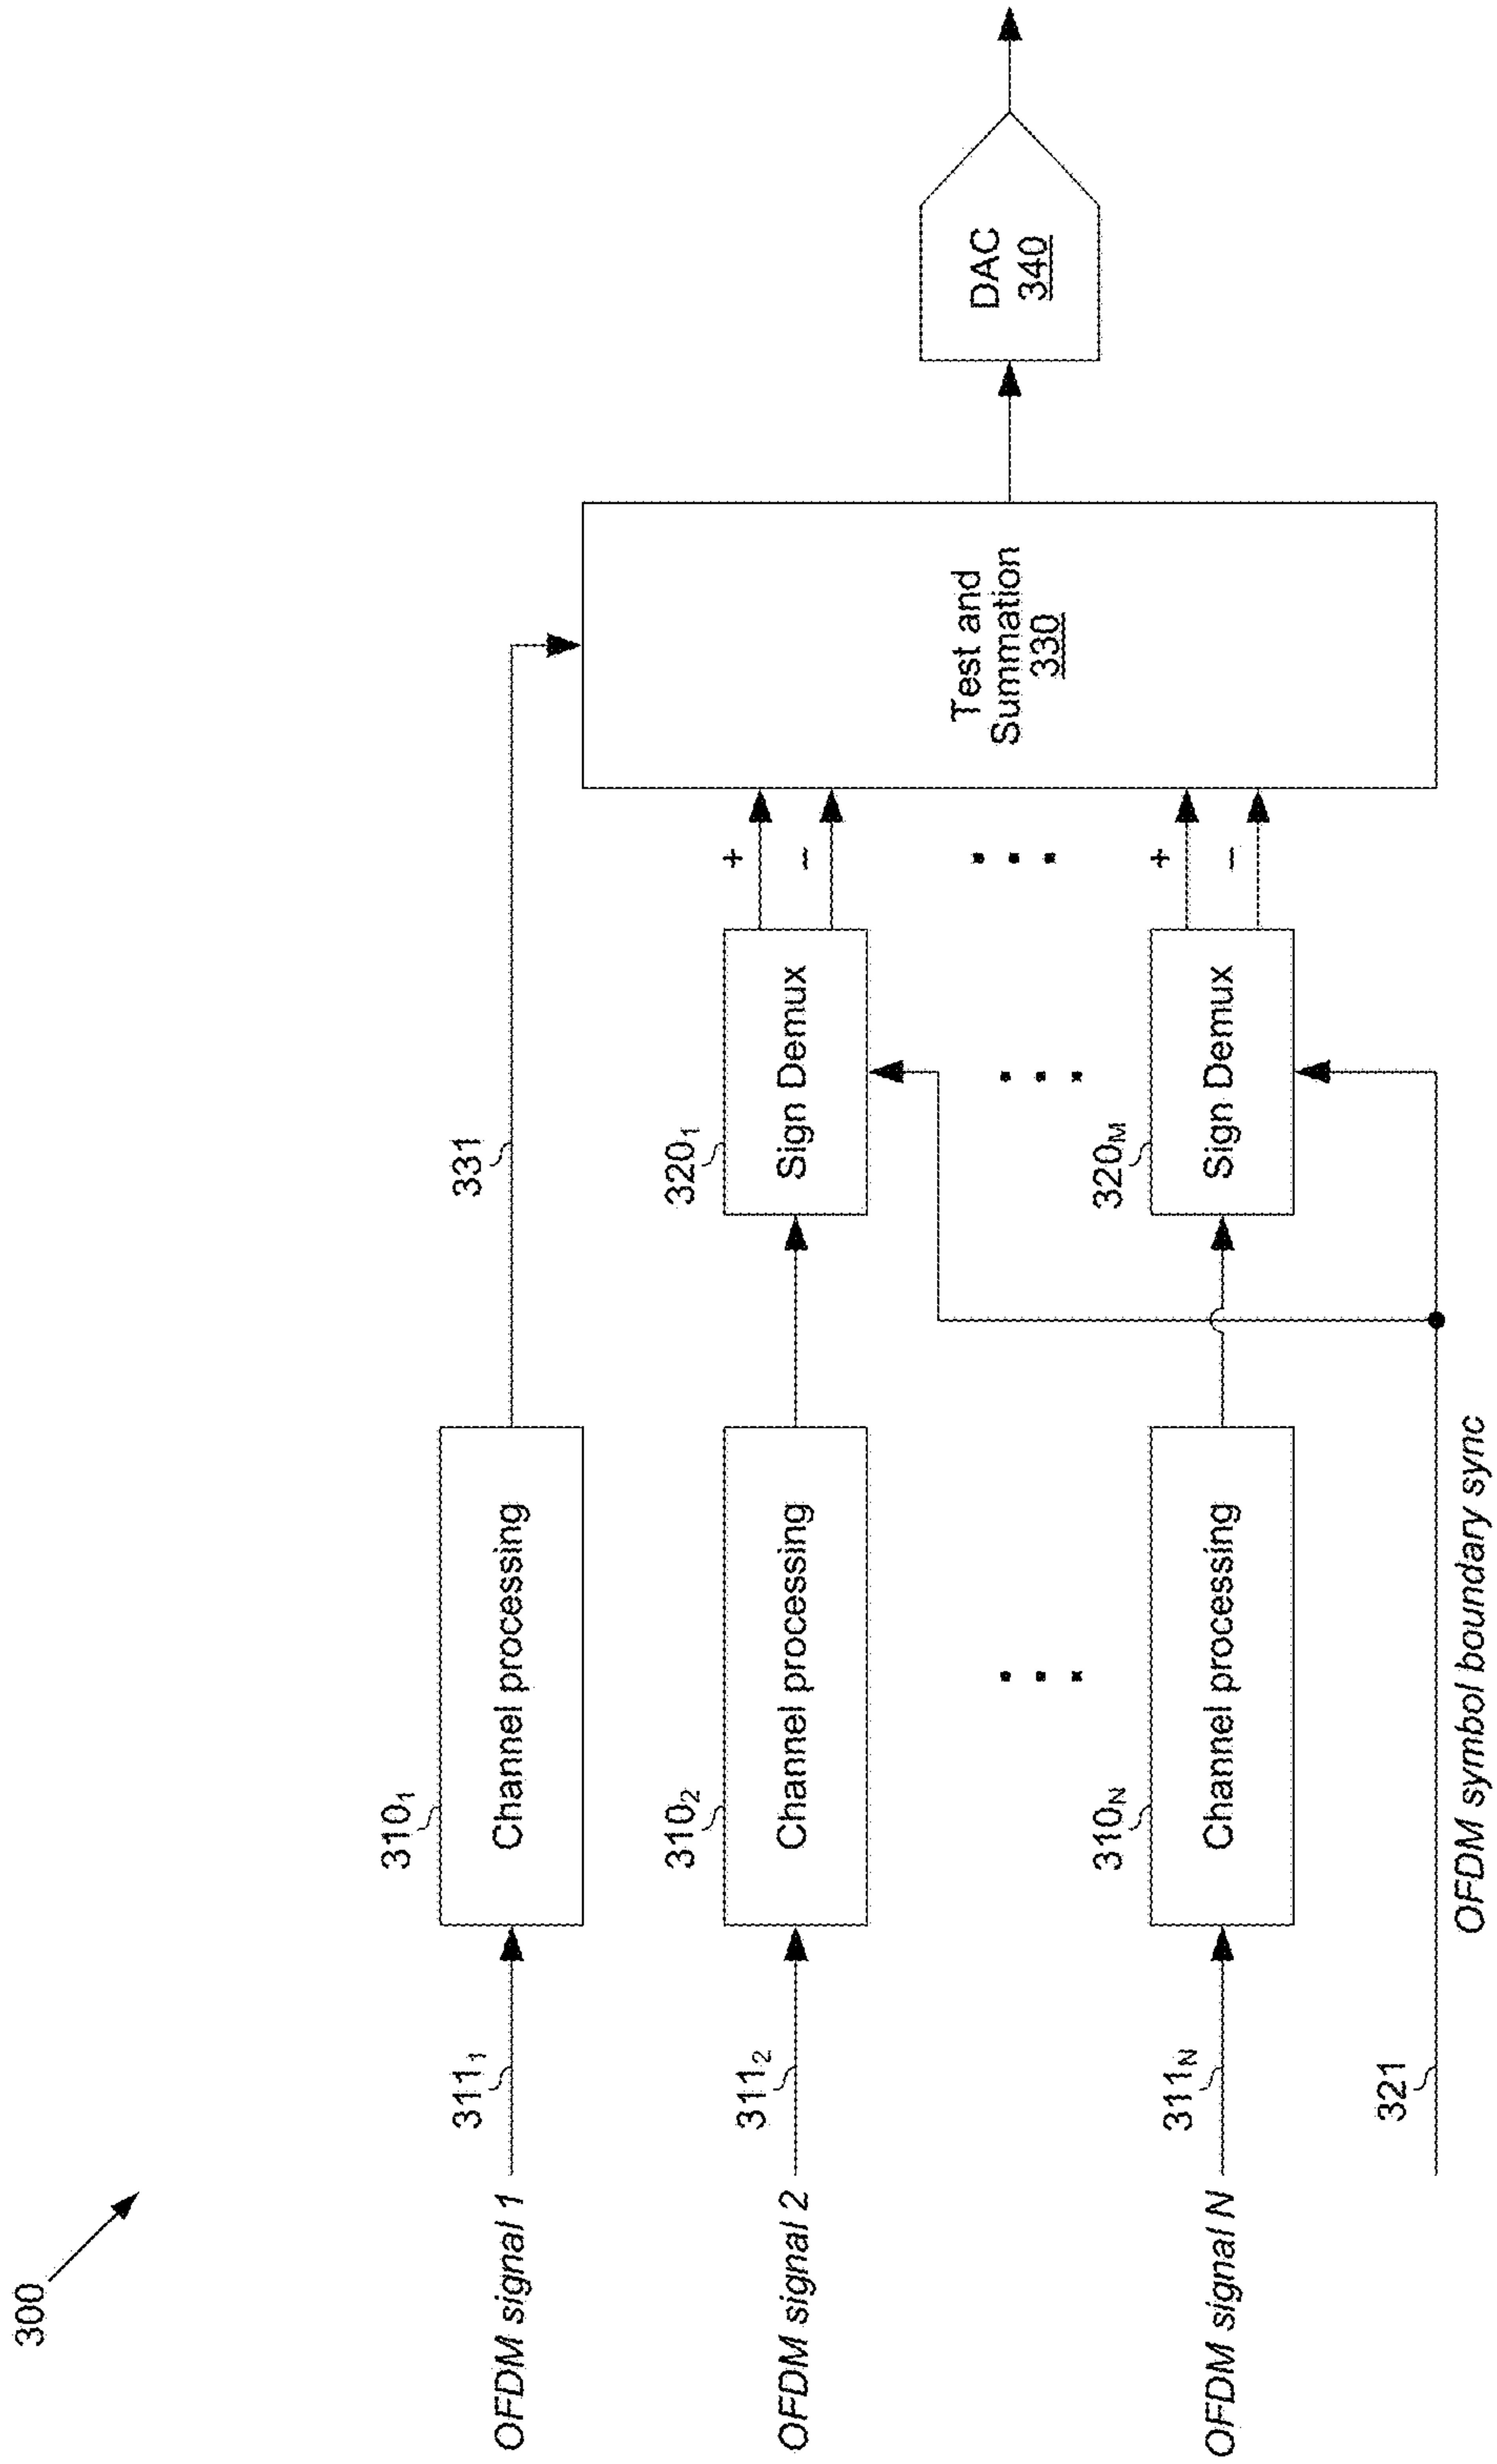 300
OFDM signal 1
311₁
310₁
Channel processing
331
OFDM signal 2
311₂
310₂
Channel processing
320₁
Sign Demux
+
–
OFDM signal N
311N
310N
Channel processing
320M
Sign Demux
+
–
321
OFDM symbol boundary sync
Test and
Summation
330
DAC
340